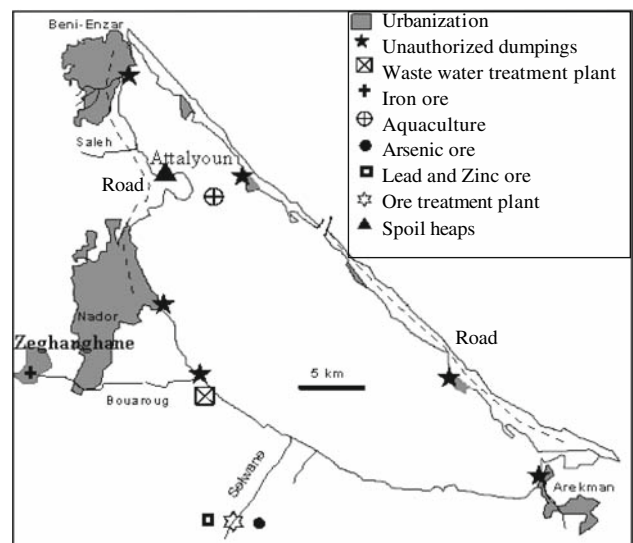 Beni-Enzar
Urbanization
Unauthorized dumpings
Waste water treatment plant
Iron ore
Aquaculture
Arsenic ore
Lead and Zinc ore
Ore treatment plant
Spoil heaps
Saleh
Attalyoun
Road
Nador
Zeghanghane
Road
5 km
Bouaroug
Selwane
Arekman